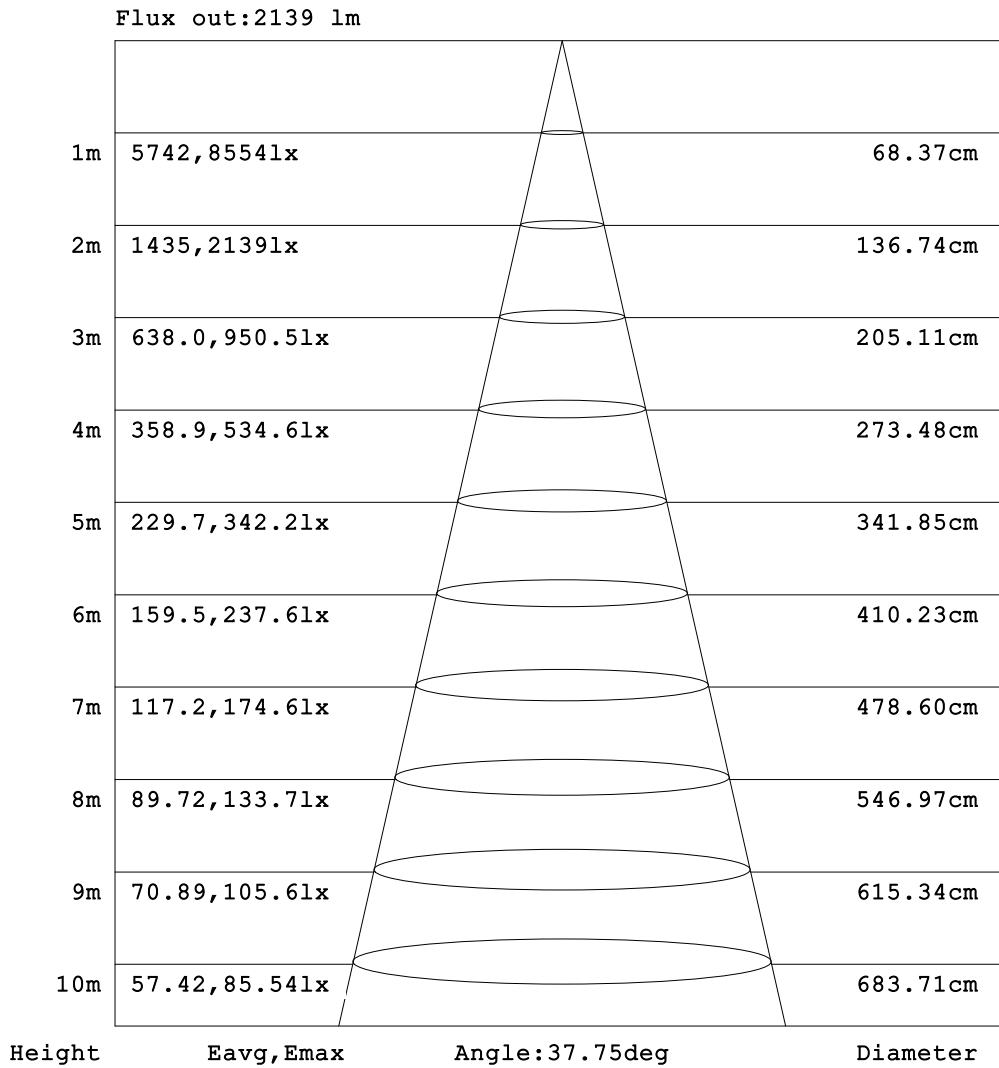 Flux out:2139 lm
1m 5742,8554lx 68.37cm
2m 1435,2139lx 136.74cm
3m 638.0,950.5lx 205.11cm
4m 358.9,534.6lx 273.48cm
5m 229.7,342.2lx 341.85cm
6m 159.5,237.6lx 410.23cm
7m 117.2,174.6lx 478.60cm
8m 89.72,133.7lx 546.97cm
9m 70.89,105.6lx 615.34cm
10m 57.42,85.54lx 683.71cm
Height Eavg,Emax Angle:37.75deg Diameter